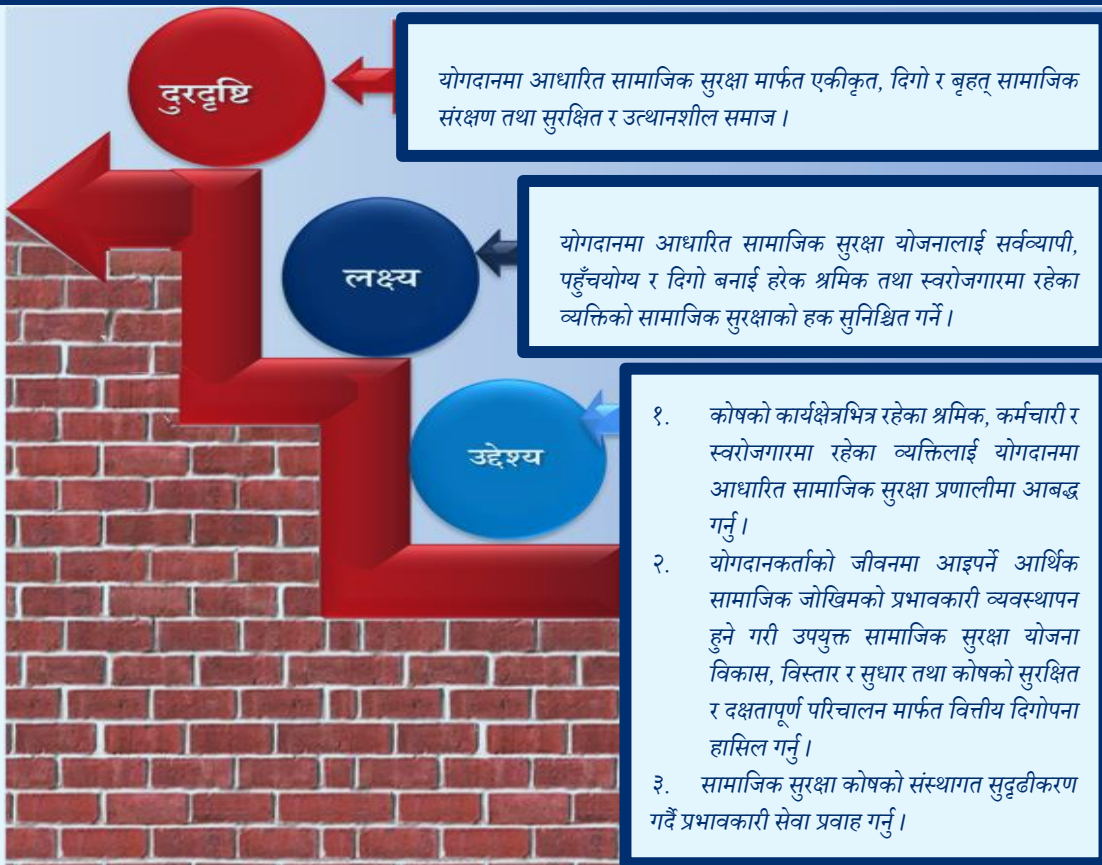 दुरदृष्टि
योगदानमा आधारित सामाजिक सुरक्षा मार्फत एकीकृत, दिगो र बृहत् सामाजिक
संरक्षण तथा सुरक्षित र उत्थानशील समाज ।
लक्ष्य
योगदानमा आधारित सामाजिक सुरक्षा योजनालाई सर्वव्यापी,
पहुँचयोग्य र दिगो बनाई हरेक श्रमिक तथा स्वरोजगारमा रहेका
व्यक्तिको सामाजिक सुरक्षाको हक सुनिश्चित गर्ने ।
उद्देश्य
१. कोषको कार्यक्षेत्रभित्र रहेका श्रमिक, कर्मचारी र
स्वरोजगारमा रहेका व्यक्तिलाई योगदानमा
आधारित सामाजिक सुरक्षा प्रणालीमा आबद्ध
गर्नु ।
२. योगदानकर्ताको जीवनमा आइपर्ने आर्थिक
सामाजिक जोखिमको प्रभावकारी व्यवस्थापन
हुने गरी उपयुक्त सामाजिक सुरक्षा योजना
विकास, विस्तार र सुधार तथा कोषको सुरक्षित
र दक्षतापूर्ण परिचालन मार्फत वित्तीय दिगोपना
हासिल गर्नु ।
३. सामाजिक सुरक्षा कोषको संस्थागत सुदृढीकरण
गर्दै प्रभावकारी सेवा प्रवाह गर्नु ।